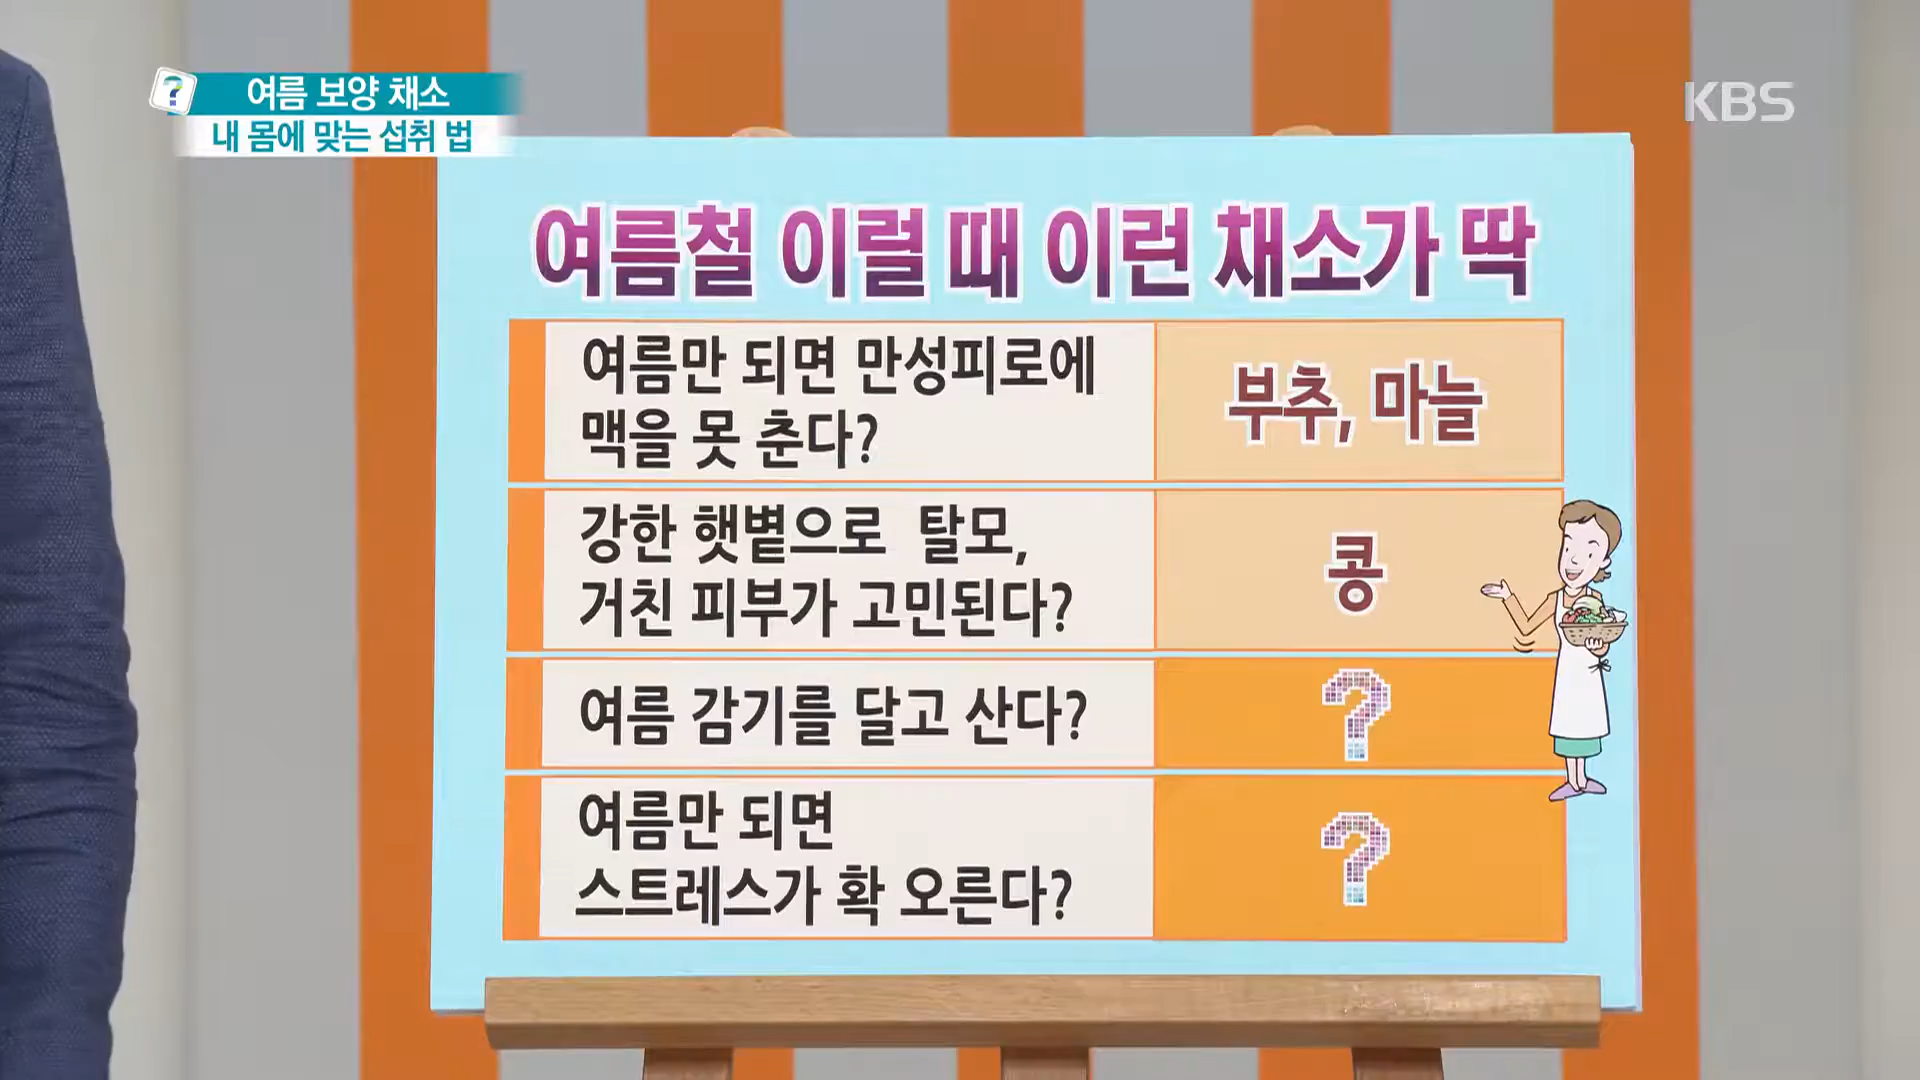 ?
여름 보양 채소
내 몸에 맞는 섭취 법
KBS
여름철 이럴 때 이런 채소가 딱
여름만 되면 만성피로에
맥을 못 춘다?
부추, 마늘
강한 햇볕으로 탈모,
거친 피부가 고민된다?
콩
여름 감기를 달고 산다?
?
여름만 되면
스트레스가 확 오른다?
?